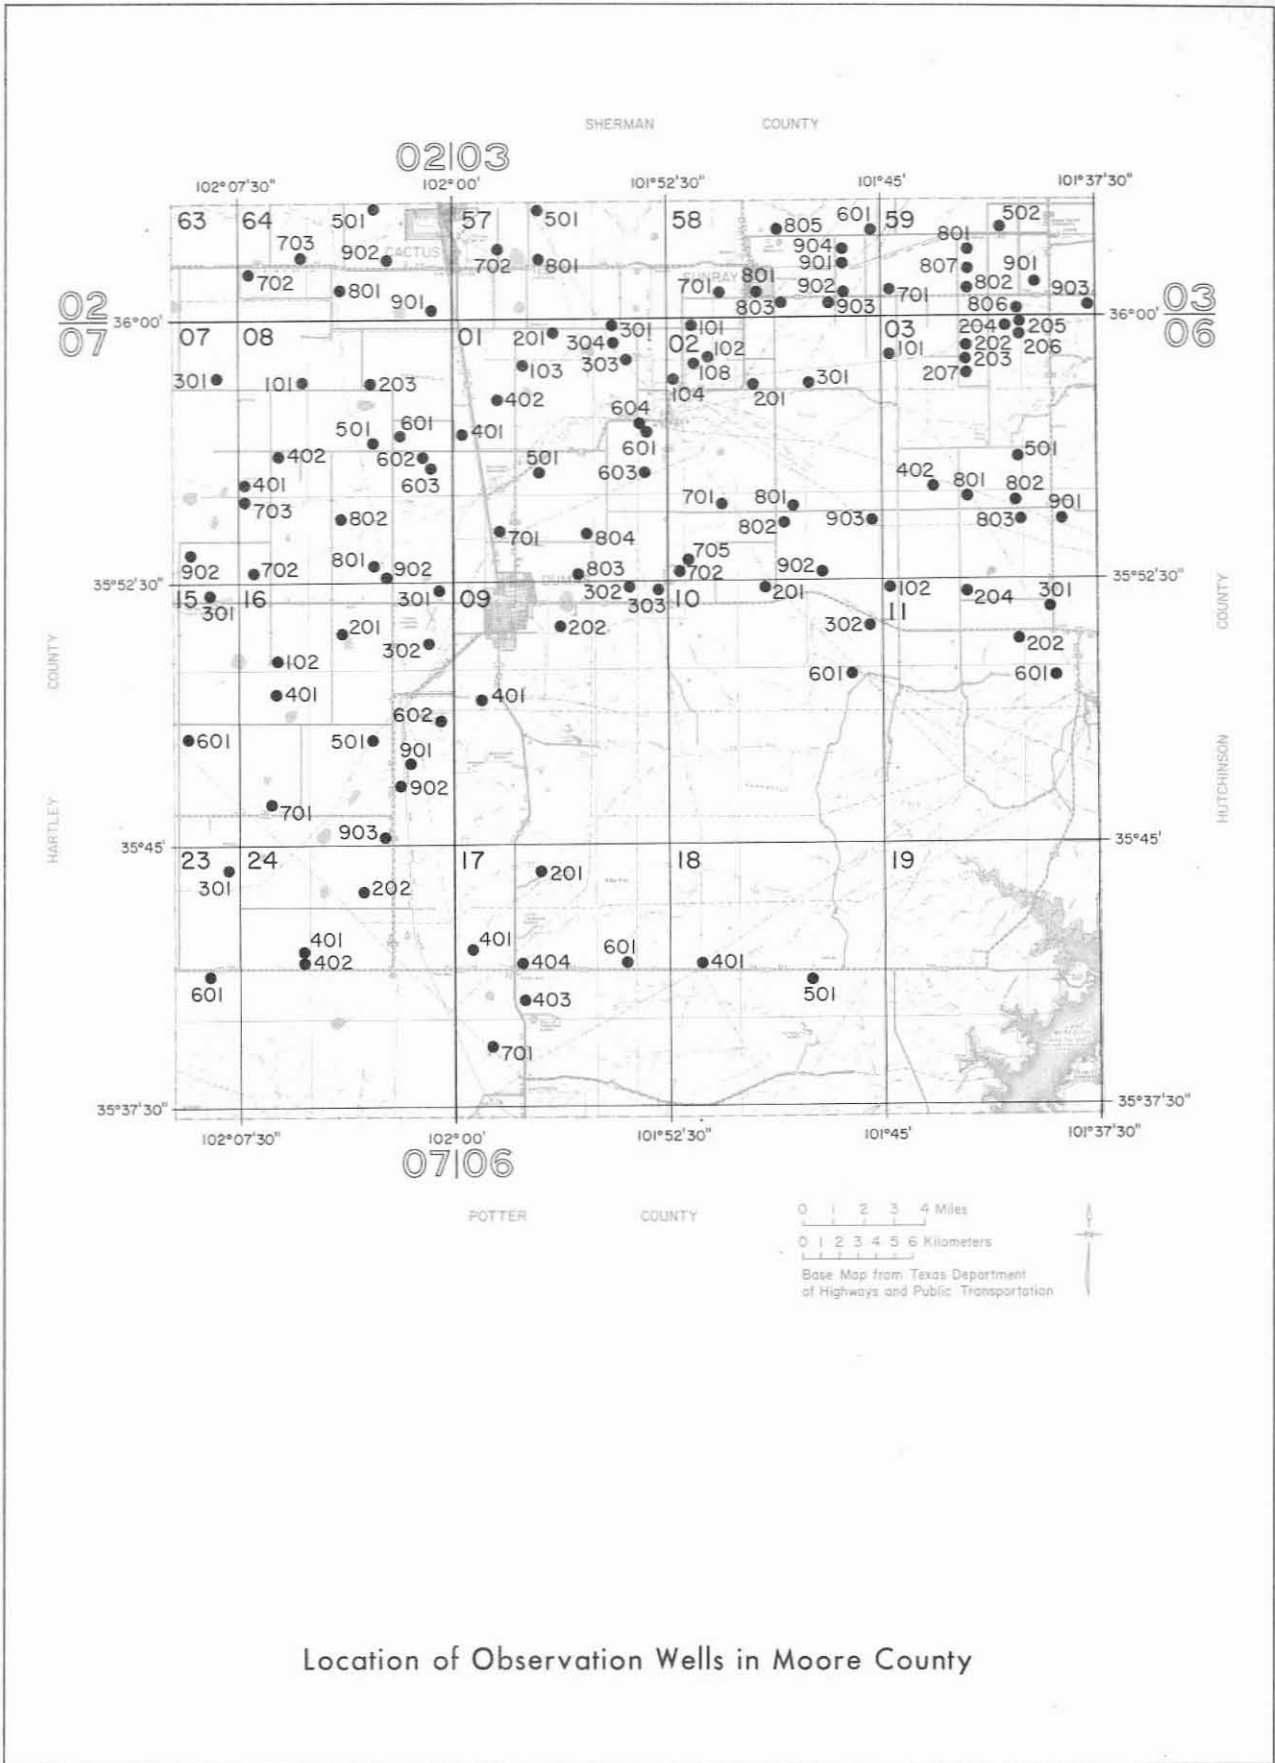 SHERMAN COUNTY
02|03
102°07'30" 102°00' 101°52'30" 101°45' 101°37'30"
63 64 501 57 501 58 805 601 59 502
703 902 CACTUS 702 801 904 801
901 807
702 801 SUNRAY 701 801 902 701 802 901 903
901 803 903 806
02
07
36°00'
36°00'
03
06
07 08 01 201 301 101 03 204 205
304 02 102 101 202 206
103 303 108 203
301 101 203 104 201 301 207
402 604
501 601 401 601
402 602 501 603 501
401 603 402 801 802
703 802 701 801 901
701 804 802 903 803
902 702 801 902 803 705 902
702
35°52'30"
35°52'30"
15 301 16 301 09 DUM 302 303 10 201 102 11 204 301
201 302 202 302 202
102 601 601
401 401
602
601 501 901
902
701
903
35°45'
35°45'
23 24 17 18 19
301 202 201
401 401 601
402 404 401
601 403 501
701
35°37'30"
35°37'30"
102°07'30" 102°00' 101°52'30" 101°45' 101°37'30"
07|06
HARTLEY COUNTY
HUTCHINSON COUNTY
POTTER COUNTY
0 1 2 3 4 Miles
0 1 2 3 4 5 6 Kilometers
Base Map from Texas Department
of Highways and Public Transportation
Location of Observation Wells in Moore County